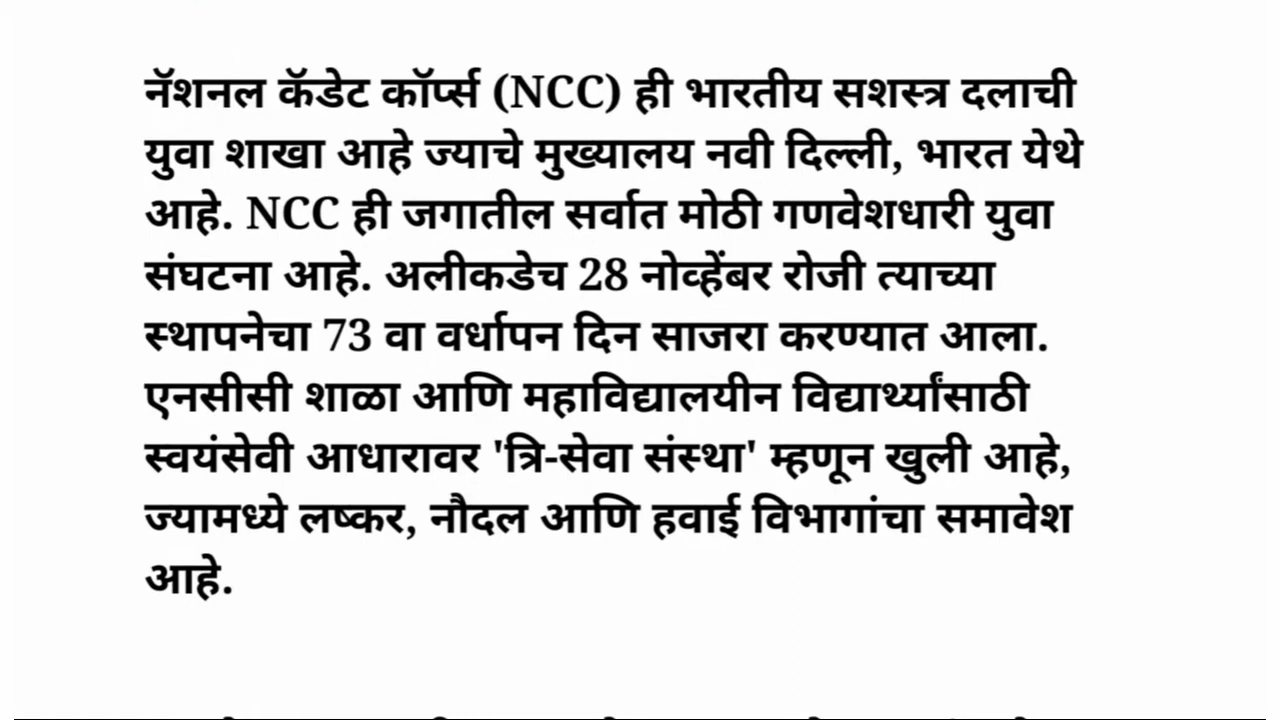 नॅशनल कॅडेट कॉर्प्स (NCC) ही भारतीय सशस्त्र दलाची
युवा शाखा आहे ज्याचे मुख्यालय नवी दिल्ली, भारत येथे
आहे. NCC ही जगातील सर्वात मोठी गणवेशधारी युवा
संघटना आहे. अलीकडेच 28 नोव्हेंबर रोजी त्याच्या
स्थापनेचा 73 वा वर्धापन दिन साजरा करण्यात आला.
एनसीसी शाळा आणि महाविद्यालयीन विद्यार्थ्यांसाठी
स्वयंसेवी आधारावर 'त्रि-सेवा संस्था' म्हणून खुली आहे,
ज्यामध्ये लष्कर, नौदल आणि हवाई विभागांचा समावेश
आहे.